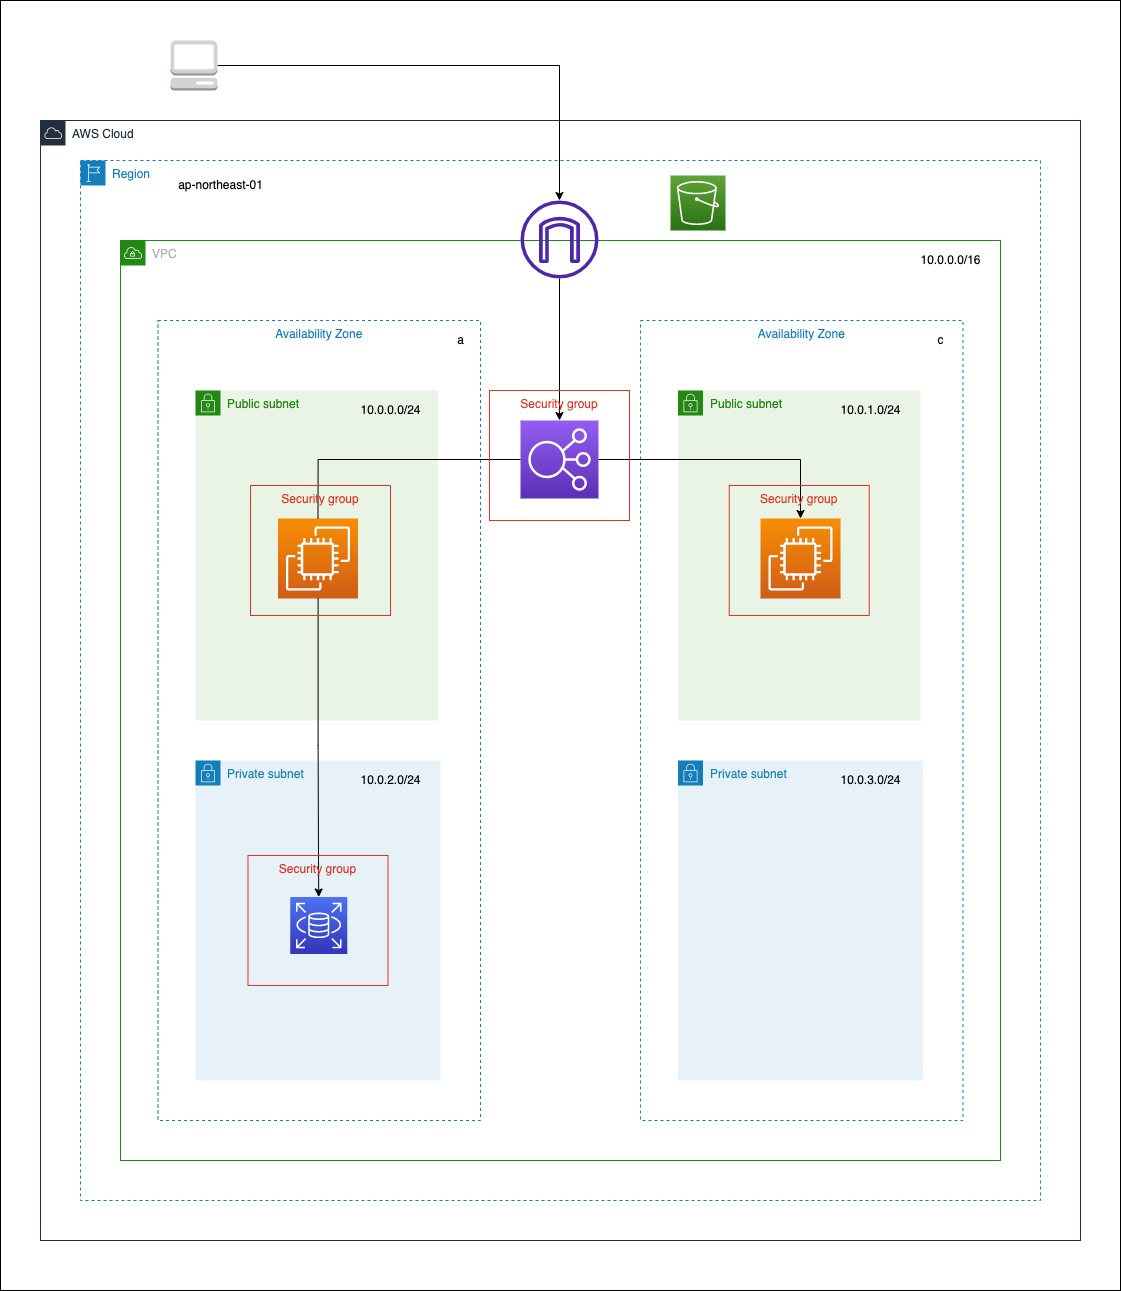 AWS Cloud
Region
ap-northeast-01
VPC
10.0.0.0/16
Availability Zone
a
Availability Zone
c
Public subnet
10.0.0.0/24
Security group
Public subnet
10.0.1.0/24
Security group
Security group
Private subnet
10.0.2.0/24
Private subnet
10.0.3.0/24
Security group